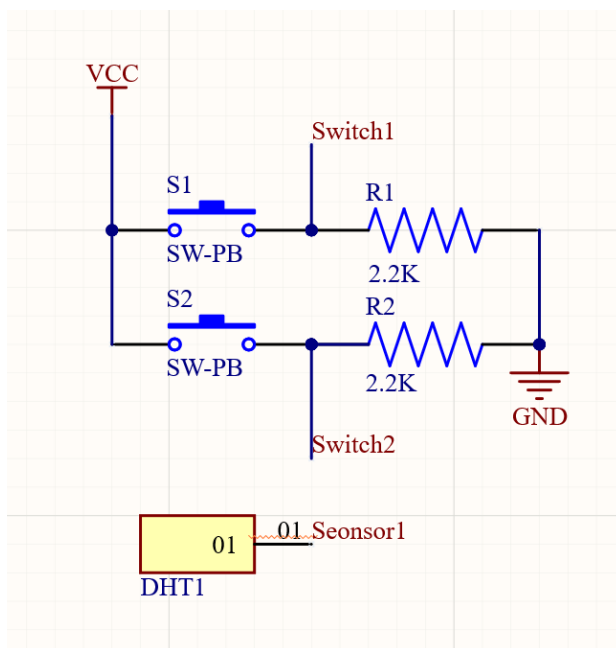 VCC
Switch1
S1
R1
SW-PB
2.2K
S2
R2
SW-PB
2.2K
GND
Switch2
01 01 Seonsor1
DHT1